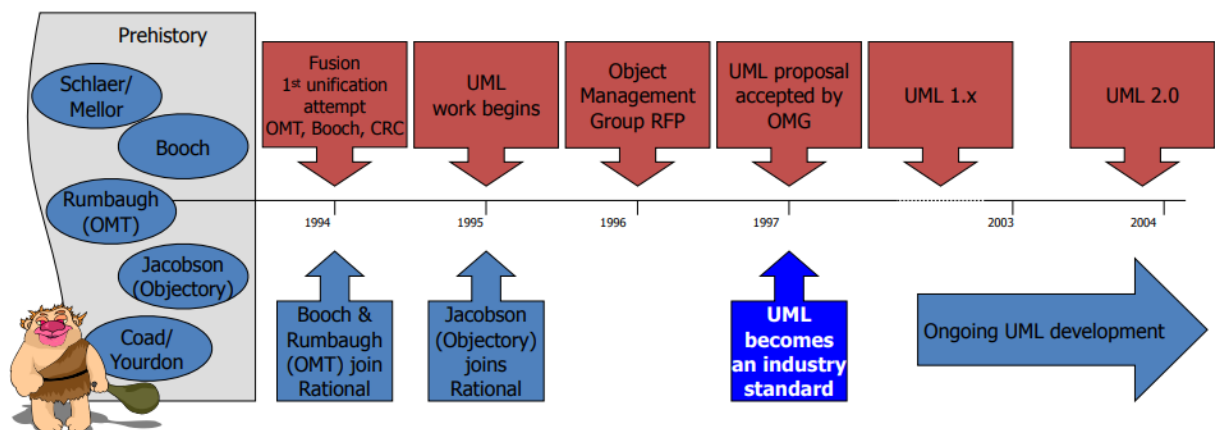 Prehistory
Schlaer/
Mellor
Booch
Rumbaugh
(OMT)
Jacobson
(Objectory)
Coad/
Yourdon
Fusion
1st unification
attempt
OMT, Booch, CRC
UML
work begins
Object
Management
Group RFP
UML proposal
accepted by
OMG
UML 1.x
UML 2.0
1994
1995
1996
1997
2003
2004
Booch &
Rumbaugh
(OMT) join
Rational
Jacobson
(Objectory)
joins
Rational
UML
becomes
an industry
standard
Ongoing UML development